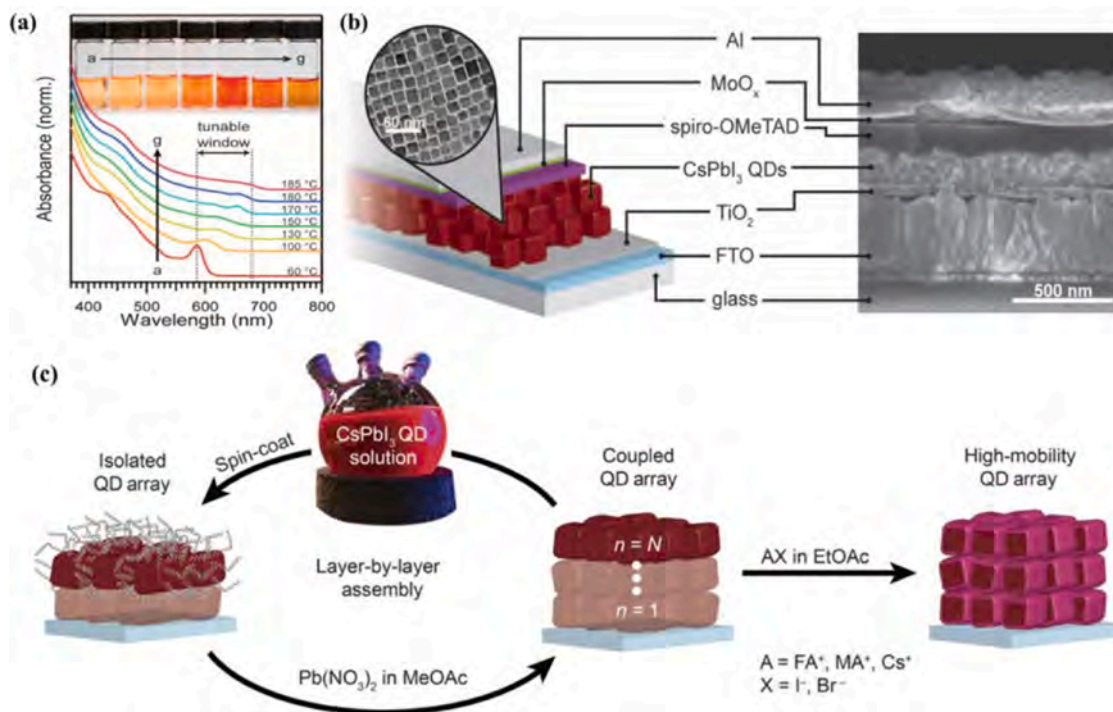 (a)
a
g
tunable
window
g
185 °C
180 °C
170 °C
150 °C
130 °C
100 °C
60 °C
a
Absorbance (norm.)
400 500 600 700 800
Wavelength (nm)
(b)
60 nm
Al
MoOₓ
spiro-OMeTAD
CsPbI₃ QDs
TiO₂
FTO
glass
500 nm
(c)
Isolated
QD array
Spin-coat
CsPbI₃ QD
solution
Layer-by-layer
assembly
Pb(NO₃)₂ in MeOAc
Coupled
QD array
n = N
n = 1
AX in EtOAc
A = FA⁺, MA⁺, Cs⁺
X = I⁻, Br⁻
High-mobility
QD array